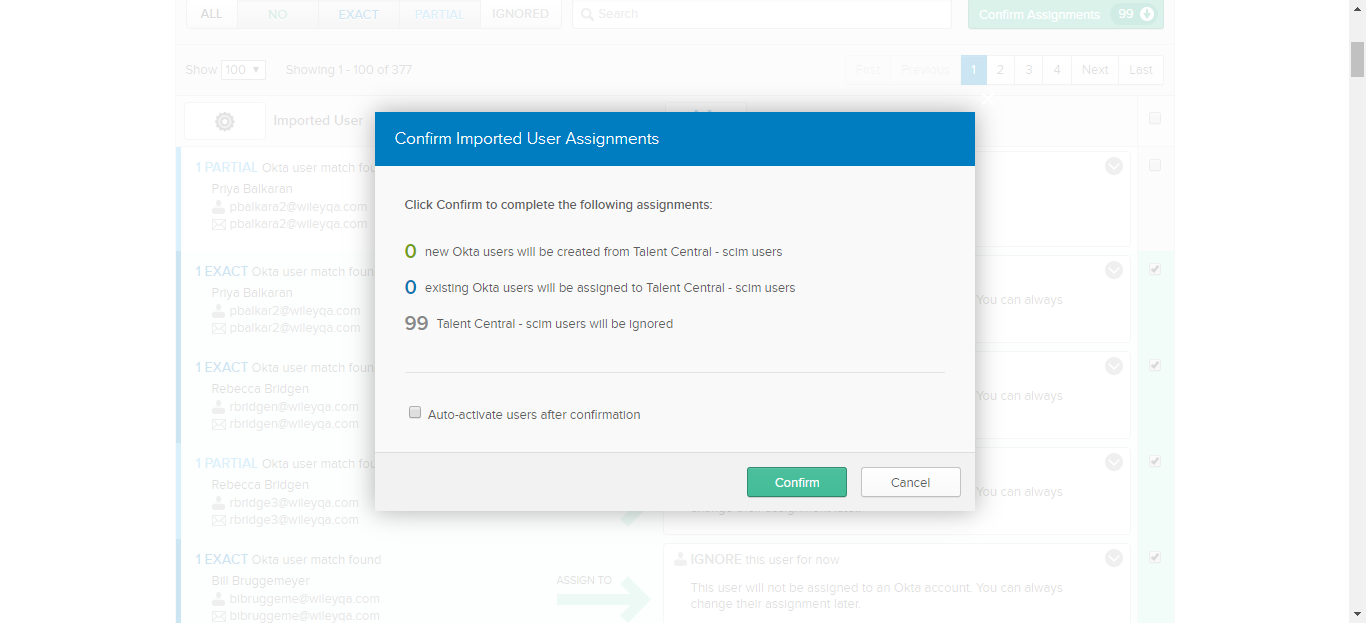 ALL NO EXACT PARTIAL IGNORED Search Confirm Assignments 99
Show 100 Showing 1 - 100 of 377 First Previous 1 2 3 4 Next Last
Imported User
Confirm Imported User Assignments
Click Confirm to complete the following assignments:
0 new Okta users will be created from Talent Central - scim users
0 existing Okta users will be assigned to Talent Central - scim users
99 Talent Central - scim users will be ignored
Auto-activate users after confirmation
Confirm Cancel
1 PARTIAL Okta user match fou
Priya Balkaran
pbalkara2@wileyqa.com
pbalkara2@wileyqa.com
1 EXACT Okta user match foun
Priya Balkaran
You can always
pbalkar2@wileyqa.com
pbalkar2@wileyqa.com
1 EXACT Okta user match foun
Rebecca Bridgen
You can always
rbridgen@wileyqa.com
rbridgen@wileyqa.com
1 PARTIAL Okta user match fou
Rebecca Bridgen
You can always
rbridge3@wileyqa.com
rbridge3@wileyqa.com
1 EXACT Okta user match found
IGNORE this user for now
Bill Bruggemeyer
ASSIGN TO
This user will not be assigned to an Okta account. You can always
change their assignment later.
blbruggeme@wileyqa.com
blbruggeme@wileyqa.com